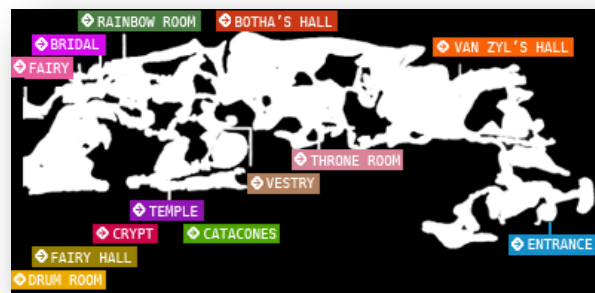 RAINBOW ROOM
BOTHA'S HALL
BRIDAL
VAN ZYL'S HALL
FAIRY
THRONE ROOM
VESTRY
TEMPLE
CRYPT
CATACONES
ENTRANCE
FAIRY HALL
DRUM ROOM